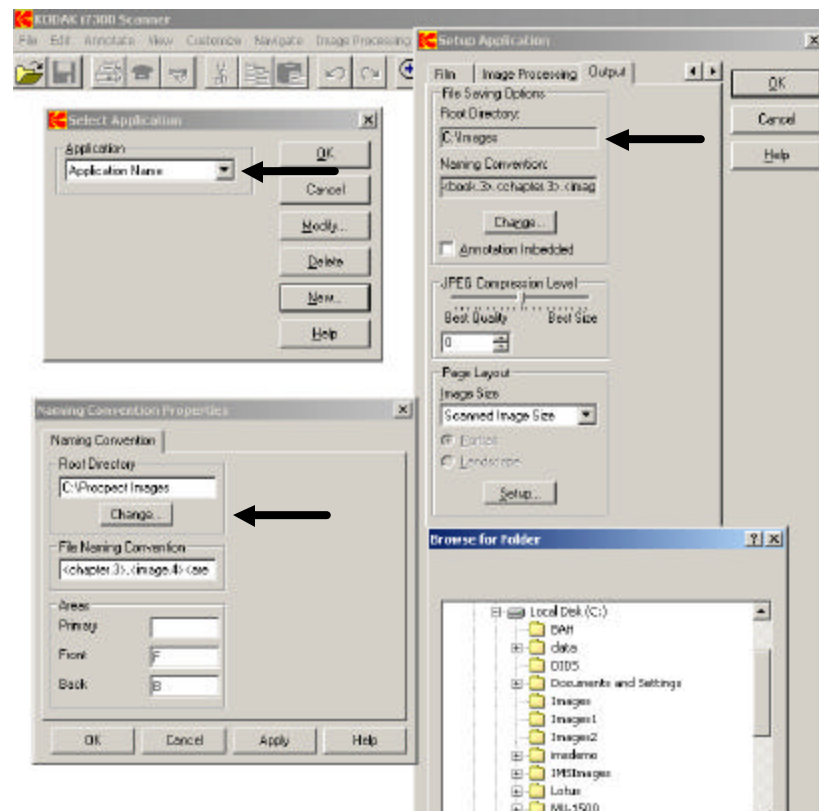 KODAK i7300 Scanner
File Edit Annotate View Customize Navigate Image Processing
Select Application
Application
Application Name
OK
Cancel
Modify...
Delete
New...
Help
Setup Application
Film Image Processing Output
File Saving Options
Root Directory:
C:\Images
Naming Convention:
<book.3>.<chapter.3>.<imag
Change...
Annotation Imbedded
JPEG Compression Level
Best Quality Best Size
0
Page Layout
Image Size
Scanned Image Size
Portrait
Landscape
Setup...
OK
Cancel
Help
Naming Convention Properties
Naming Convention
Root Directory
C:\Procpect Images
Change...
File Naming Convention
<chapter.3>.<image.4><are
Areas
Primary
Front F
Back B
OK Cancel Apply Help
Browse for Folder
Local Disk (C:)
BAH
data
DIDS
Documents and Settings
Images
Images1
Images2
imsdemo
IMSImages
Lotus